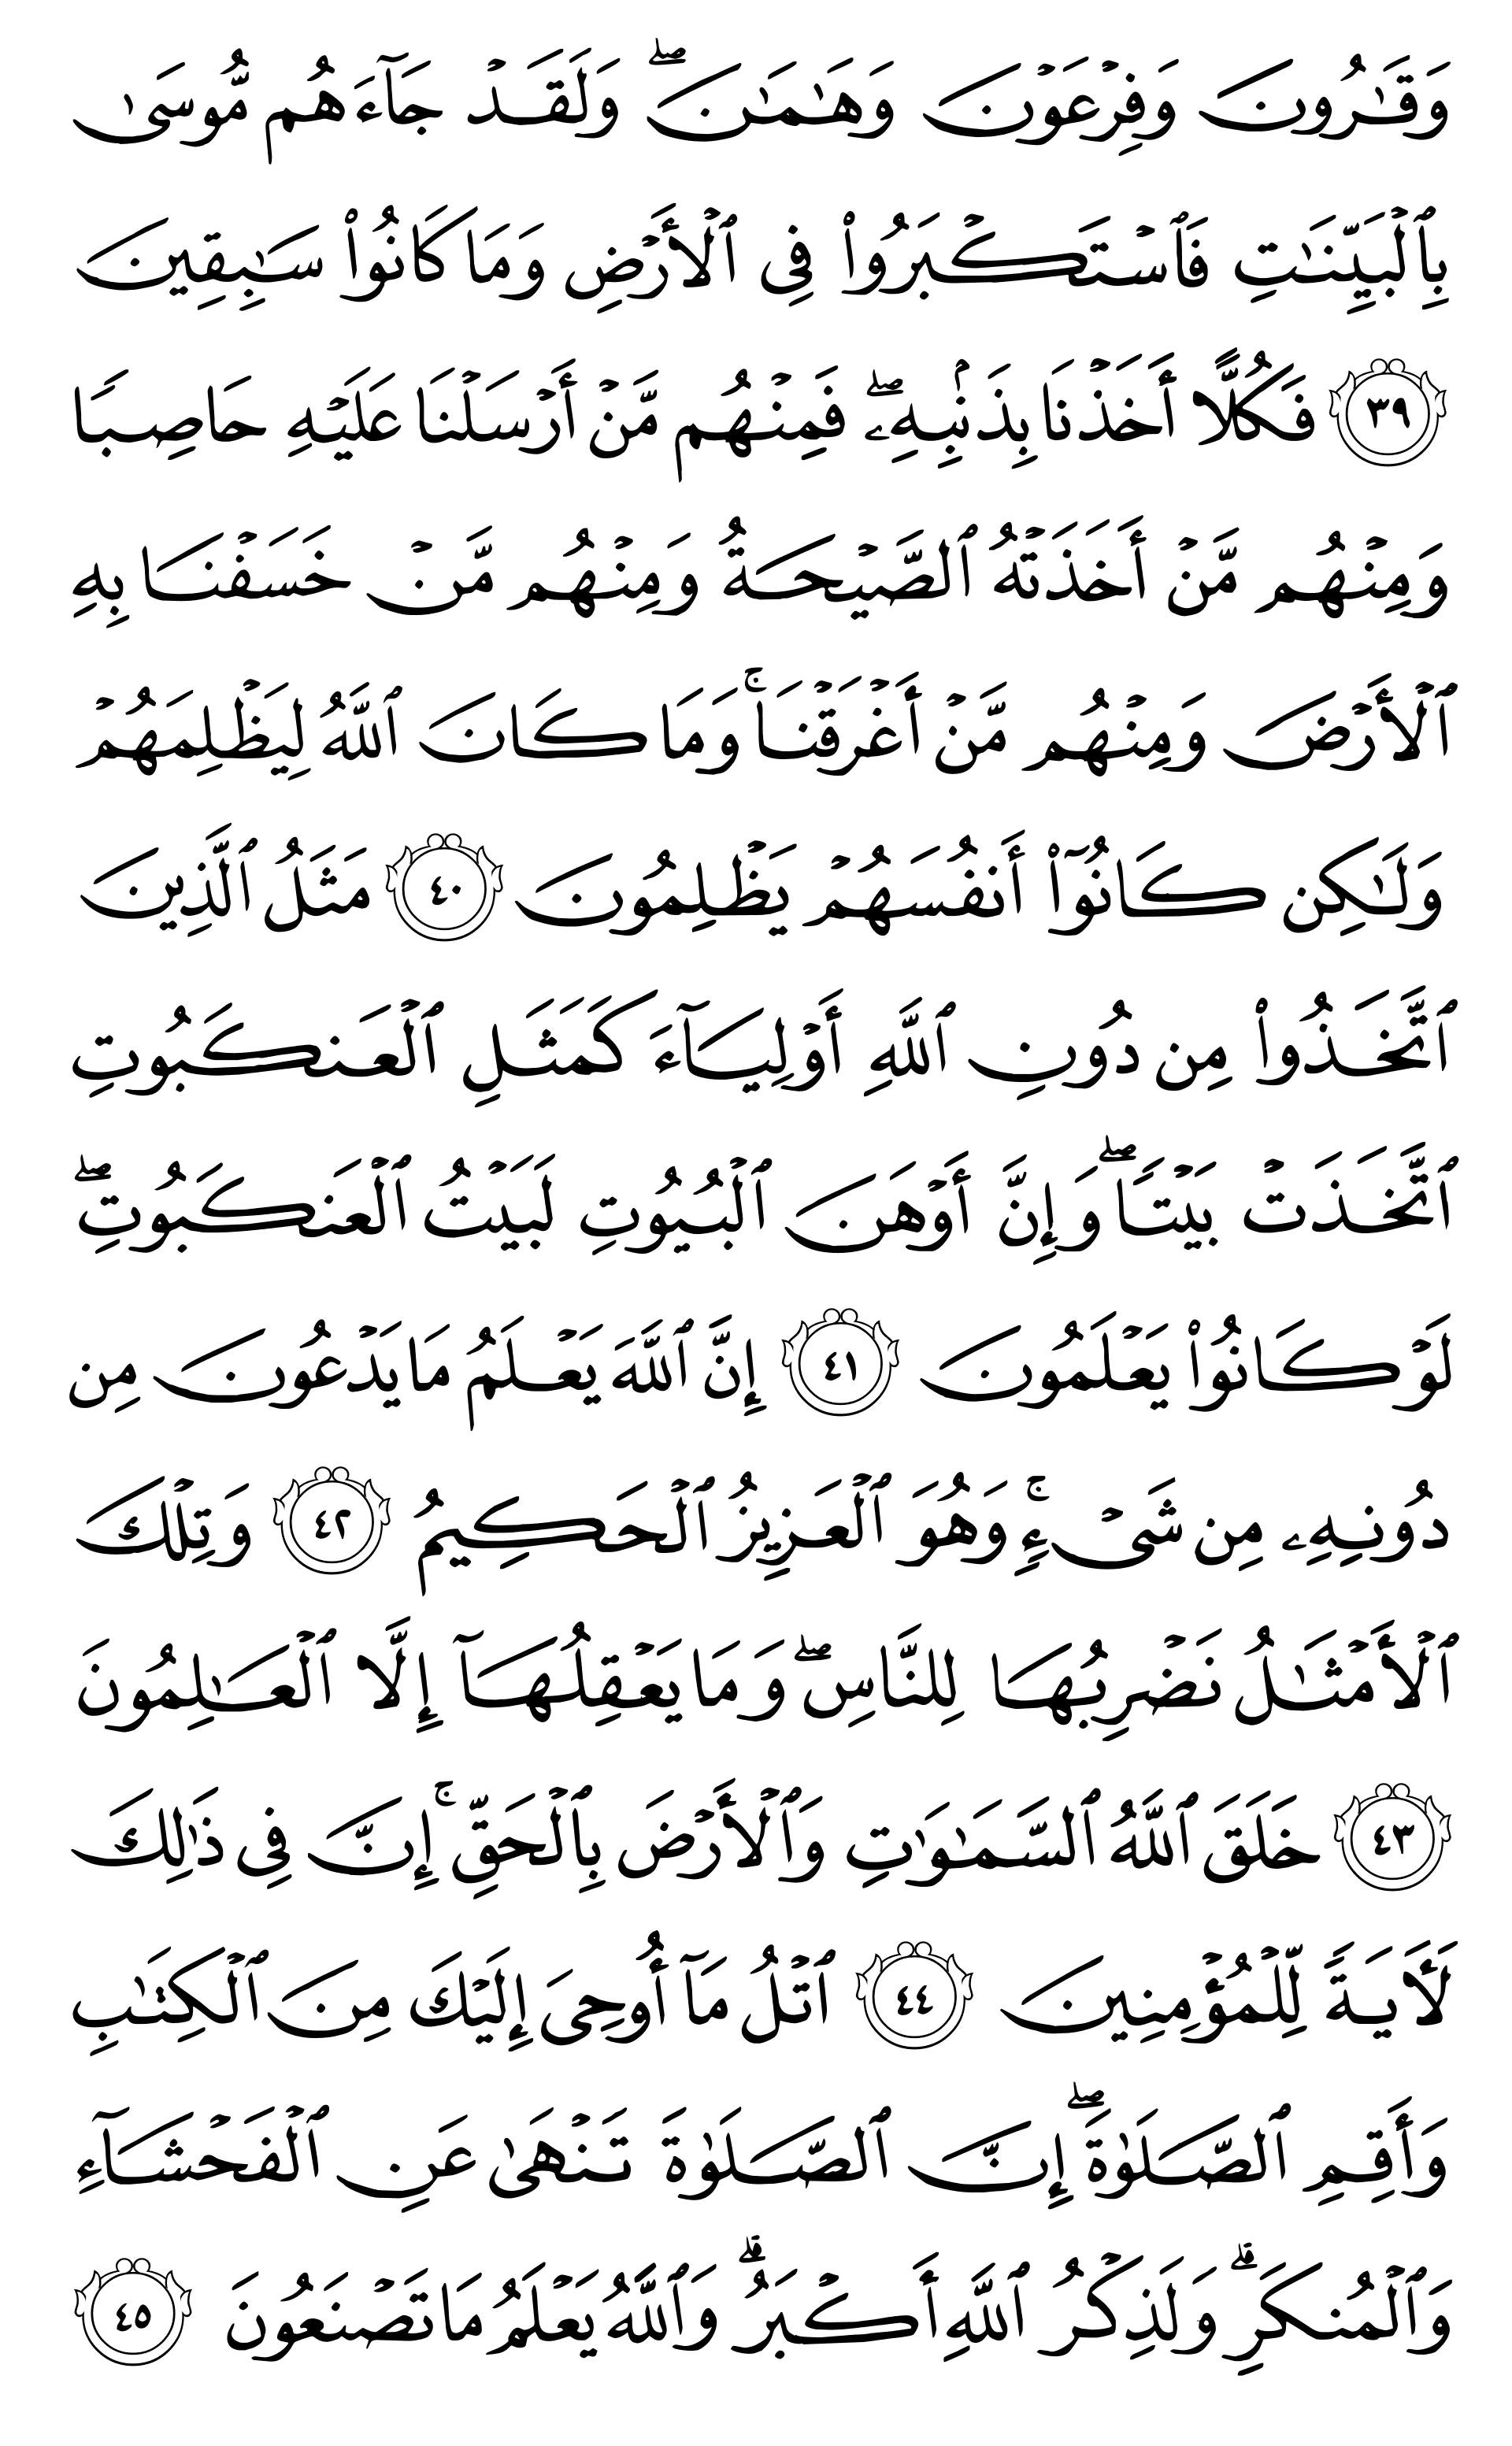 وَقَٰرُونَ وَفِرْعَوْنَ وَهَٰمَٰنَ ۖ وَلَقَدْ جَآءَهُم مُّوسَىٰ
بِٱلْبَيِّنَٰتِ فَٱسْتَكْبَرُوا۟ فِى ٱلْأَرْضِ وَمَا كَانُوا۟ سَٰبِقِينَ
٣٩ فَكُلًّا أَخَذْنَا بِذَنۢبِهِۦ ۖ فَمِنْهُم مَّنْ أَرْسَلْنَا عَلَيْهِ حَاصِبًا
وَمِنْهُم مَّنْ أَخَذَتْهُ ٱلصَّيْحَةُ وَمِنْهُم مَّنْ خَسَفْنَا بِهِ
ٱلْأَرْضَ وَمِنْهُم مَّنْ أَغْرَقْنَا ۚ وَمَا كَانَ ٱللَّهُ لِيَظْلِمَهُمْ
وَلَٰكِن كَانُوٓا۟ أَنفُسَهُمْ يَظْلِمُونَ ٤٠ مَثَلُ ٱلَّذِينَ
ٱتَّخَذُوا۟ مِن دُونِ ٱللَّهِ أَوْلِيَآءَ كَمَثَلِ ٱلْعَنكَبُوتِ
ٱتَّخَذَتْ بَيْتًا ۖ وَإِنَّ أَوْهَنَ ٱلْبُيُوتِ لَبَيْتُ ٱلْعَنكَبُوتِ ۖ
لَوْ كَانُوا۟ يَعْلَمُونَ ٤١ إِنَّ ٱللَّهَ يَعْلَمُ مَا يَدْعُونَ مِن
دُونِهِۦ مِن شَىْءٍ ۚ وَهُوَ ٱلْعَزِيزُ ٱلْحَكِيمُ ٤٢ وَتِلْكَ
ٱلْأَمْثَٰلُ نَضْرِبُهَا لِلنَّاسِ ۖ وَمَا يَعْقِلُهَآ إِلَّا ٱلْعَٰلِمُونَ
٤٣ خَلَقَ ٱللَّهُ ٱلسَّمَٰوَٰتِ وَٱلْأَرْضَ بِٱلْحَقِّ ۚ إِنَّ فِى ذَٰلِكَ
لَءَايَةً لِّلْمُؤْمِنِينَ ٤٤ ٱتْلُ مَآ أُوحِىَ إِلَيْكَ مِنَ ٱلْكِتَٰبِ
وَأَقِمِ ٱلصَّلَوٰةَ ۖ إِنَّ ٱلصَّلَوٰةَ تَنْهَىٰ عَنِ ٱلْفَحْشَآءِ
وَٱلْمُنكَرِ ۗ وَلَذِكْرُ ٱللَّهِ أَكْبَرُ ۗ وَٱللَّهُ يَعْلَمُ مَا تَصْنَعُونَ ٤٥